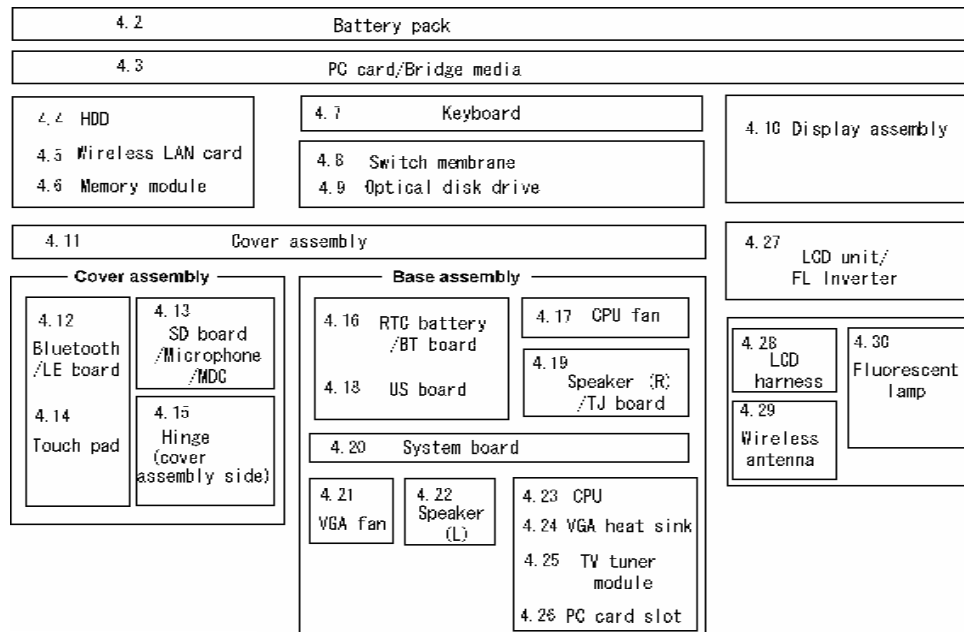 4.2 Battery pack
4.3 PC card/Bridge media
4.4 HDD
4.5 Wireless LAN card
4.6 Memory module
4.7 Keyboard
4.8 Switch membrane
4.9 Optical disk drive
4.10 Display assembly
4.11 Cover assembly
4.27 LCD unit/
FL Inverter
Cover assembly
4.12
Bluetooth
/LE board
4.14
Touch pad
4.13
SD board
/Microphone
/MDC
4.15
Hinge
(cover
assembly side)
Base assembly
4.16 RTC battery
/BT board
4.18 US board
4.17 CPU fan
4.19
Speaker (R)
/TJ board
4.20 System board
4.21
VGA fan
4.22
Speaker
(L)
4.23 CPU
4.24 VGA heat sink
4.25 TV tuner
module
4.26 PC card slot
4.28
LCD
harness
4.29
Wireless
antenna
4.30
Fluorescent
lamp